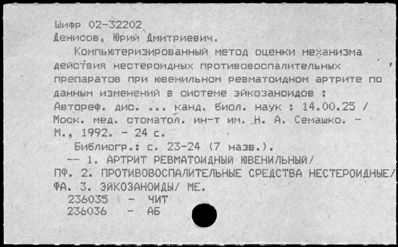 Шифр 02-32202
Денисов, Юрий Дмитриевич.
Компьютеризированный метод оценки механизма
действия нестероидных противовоспалительных
препаратов при ювенильном ревматоидном артрите по
данным изменений в системе эйкозаноидов :
Автореф. дис. ... канд. биол. наук : 14.00.25 /
Моск. мед. стоматол. ин-т им. Н. А. Семашко. -
М., 1992. - 24 с.
Библиогр.: с. 23-24 (7 назв.).
-- 1. АРТРИТ РЕВМАТОИДНЫЙ ЮВЕНИЛЬНЫЙ/
ПФ. 2. ПРОТИВОВОСПАЛИТЕЛЬНЫЕ СРЕДСТВА НЕСТЕРОИДНЫЕ/
ФА. 3. ЭЙКОЗАНОИДЫ/ МЕ.
236035 - ЧИТ
236036 - АБ